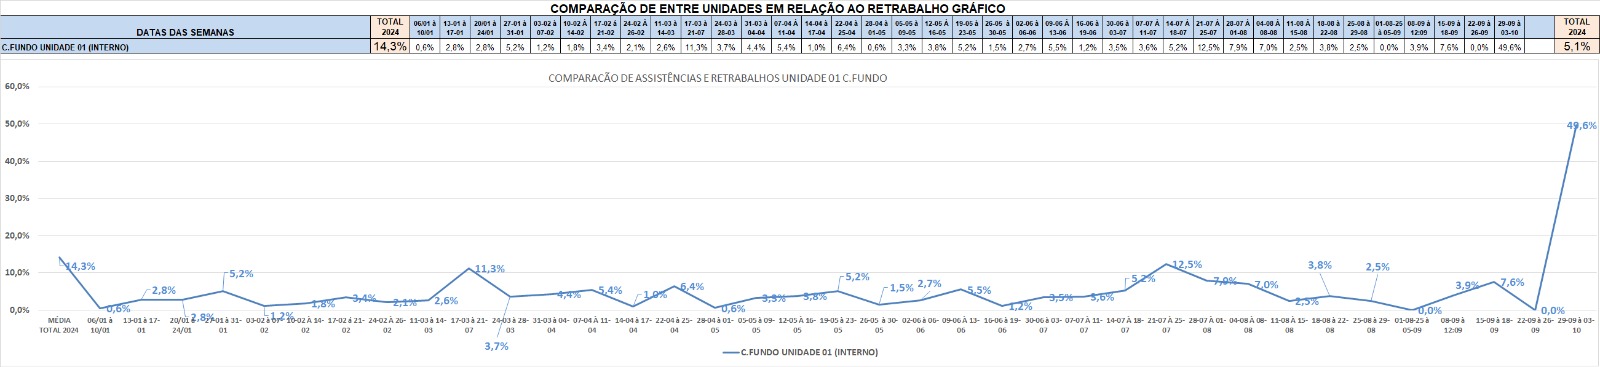 COMPARAÇÃO DE ENTRE UNIDADES EM RELAÇÃO AO RETRABALHO GRÁFICO
DATAS DAS SEMANAS TOTAL 2024 06/01 à 10/01 13-01 à 17-01 20/01 à 24/01 27-01 à 31-01 03-02 à 07-02 10-02 À 14-02 17-02 à 21-02 24-02 À 26-02 11-03 à 14-03 17-03 à 21-07 24-03 à 28-03 31-03 à 04-04 07-04 À 11-04 14-04 à 17-04 22-04 à 25-04 28-04 À 01-05 05-05 à 09-05 12-05 À 16-05 19-05 À 23-05 26-05 à 30-05 02-06 à 06-06 09-06 À 13-06 16-06 à 19-06 30-06 à 03-07 07-07 À 11-07 14-07 À 18-07 21-07 À 25-07 28-07 À 01-08 04-08 À 08-08 11-08 À 15-08 18-08 à 22-08 25-08 à 29-08 01-08-25 à 05-09 08-09 à 12:09 15-09 à 18-09 22-09 à 26-09 29-09 à 03-10 TOTAL 2024
C.FUNDO UNIDADE 01 (INTERNO) 14,3% 0,6% 2,8% 2,8% 5,2% 1,2% 1,8% 3,4% 2,1% 2,6% 11,3% 3,7% 4,4% 5,4% 1,0% 6,4% 0,6% 3,3% 3,8% 5,2% 1,5% 2,7% 5,5% 1,2% 3,5% 3,6% 5,2% 12,5% 7,9% 7,0% 2,5% 3,8% 2,5% 0,0% 3,9% 7,6% 0,0% 49,6% 5,1%
COMPARAÇÃO DE ASSISTÊNCIAS E RETRABALHOS UNIDADE 01 C.FUNDO
60,0%
50,0%
49,6%
40,0%
30,0%
20,0%
10,0%
14,3% 0,6% 2,8% 2,8% 5,2% 1,2% 1,8% 3,4% 2,1% 2,6% 11,3% 3,7% 4,4% 5,4% 1,0% 6,4% 0,6% 3,3% 3,8% 5,2% 1,5% 2,7% 5,5% 1,2% 3,5% 3,6% 5,2% 12,5% 7,9% 7,0% 2,5% 3,8% 2,5% 0,0% 3,9% 7,6% 0,0%
0,0%
MÉDIA TOTAL 2024 06/01 à 10/01 13-01 à 17-01 20/01 à 24/01 27-01 à 31-01 03-02 à 07-02 10-02 À 14-02 17-02 à 21-02 24-02 À 26-02 11-03 à 14-03 17-03 à 21-07 24-03 à 28-03 31-03 à 04-04 07-04 À 11-04 14-04 à 17-04 22-04 à 25-04 28-04 À 01-05 05-05 à 09-05 12-05 À 16-05 19-05 À 23-05 26-05 à 30-05 02-06 à 06-06 09-06 À 13-06 16-06 à 19-06 30-06 à 03-07 07-07 À 11-07 14-07 À 18-07 21-07 À 25-07 28-07 À 01-08 04-08 À 08-08 11-08 À 15-08 18-08 à 22-08 25-08 à 29-08 01-08-25 à 05-09 08-09 à 12:09 15-09 à 18-09 22-09 à 26-09 29-09 à 03-10
C.FUNDO UNIDADE 01 (INTERNO)